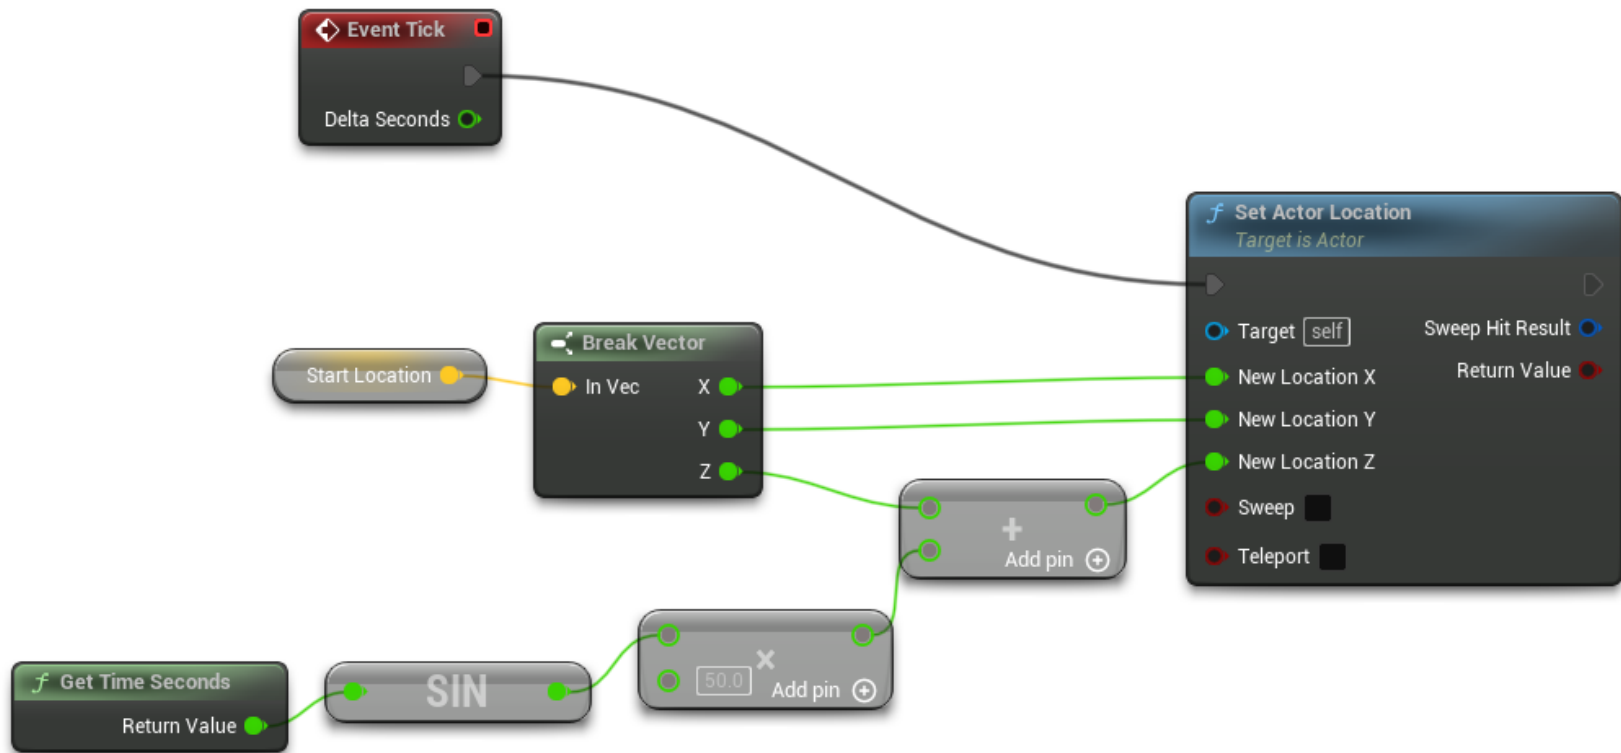 Event Tick
Delta Seconds
Set Actor Location
Target is Actor
Target self
Sweep Hit Result
New Location X
Return Value
New Location Y
New Location Z
Sweep
Teleport
Start Location
Break Vector
In Vec
X
Y
Z
+
Add pin
×
50.0
Add pin
SIN
Get Time Seconds
Return Value